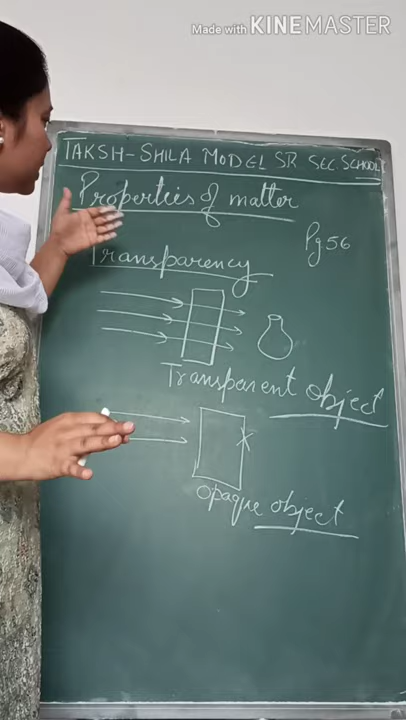 Made with KINEMASTER
TAKSH-SHILA MODEL SR SEC. SCHOOL
Properties of matter
Pg 56
Transparency
Transparent object
opaque object